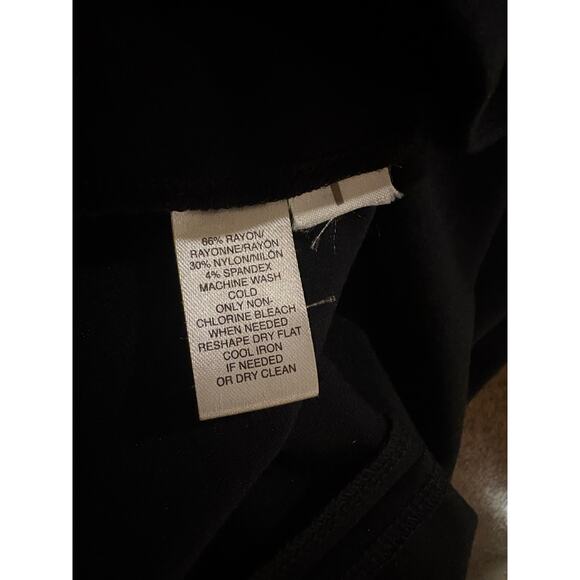 66% RAYON/
RAYONNE/RAYÓN
30% NYLON/NILÓN
4% SPANDEX
MACHINE WASH
COLD
ONLY NON-
CHLORINE BLEACH
WHEN NEEDED
RESHAPE DRY FLAT
COOL IRON
IF NEEDED
OR DRY CLEAN